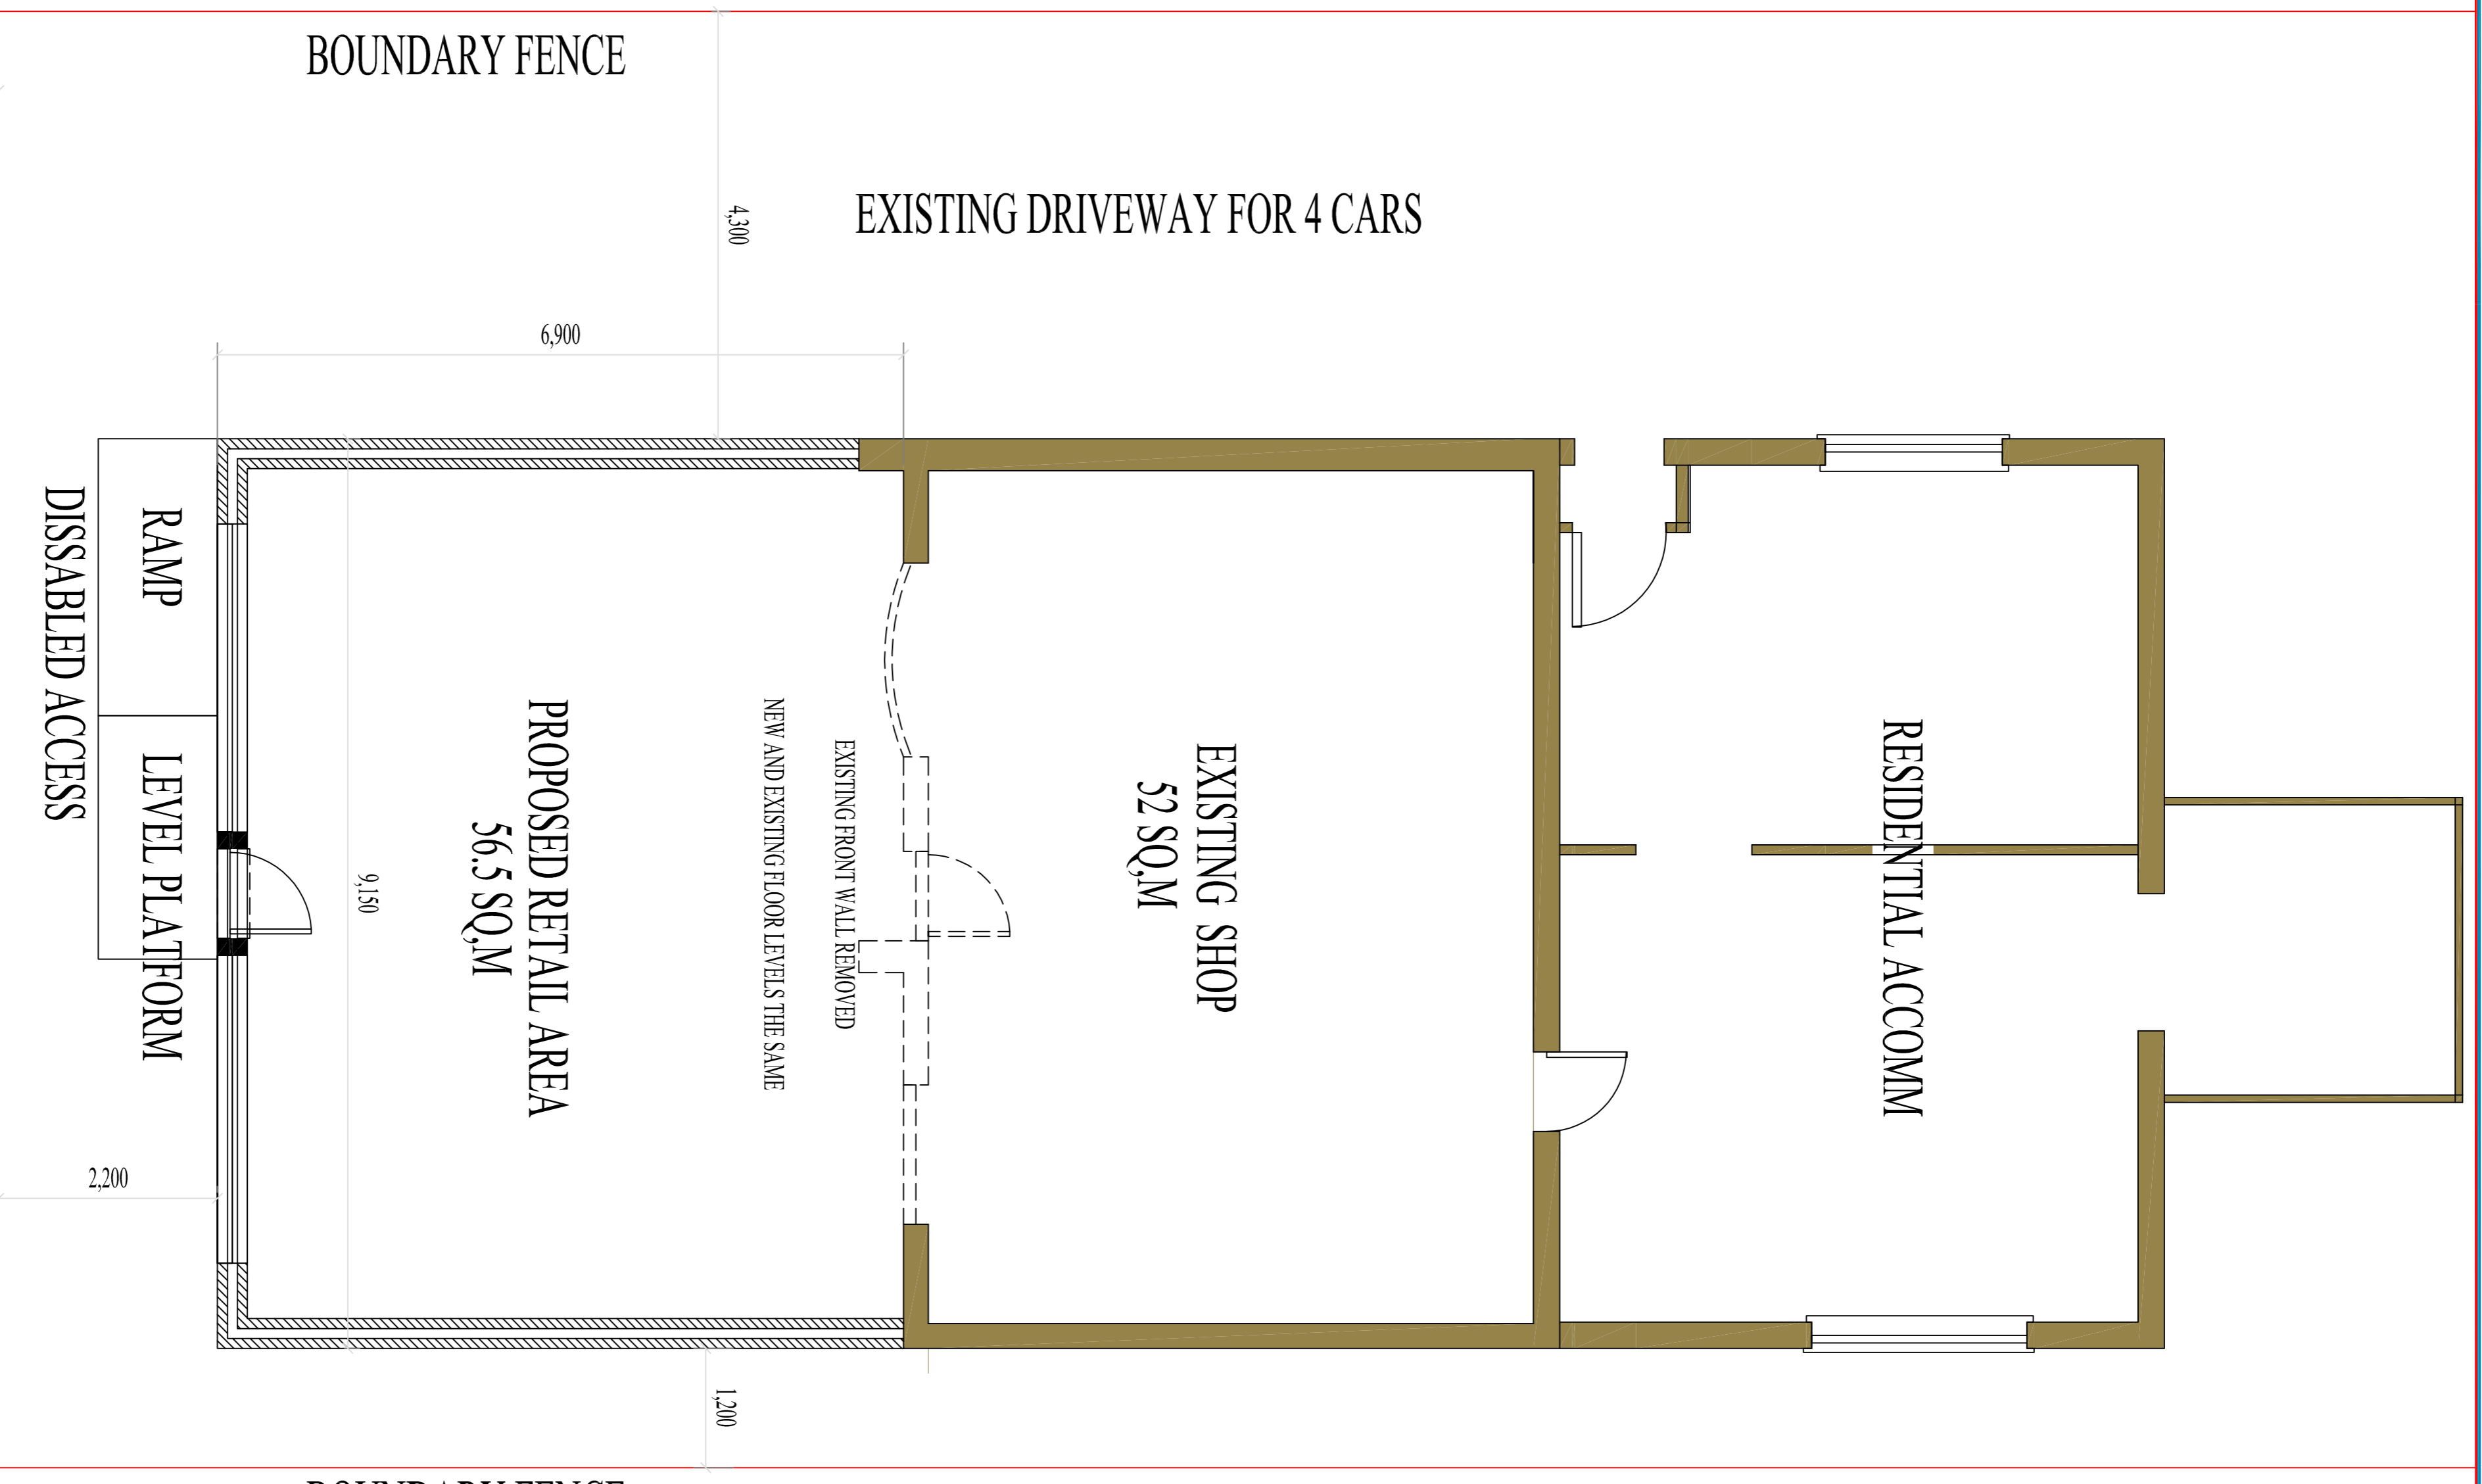 BOUNDARY FENCE
EXISTING DRIVEWAY FOR 4 CARS
4,300
6,900
DISSABLED ACCESS
RAMP
LEVEL PLATFORM
9,150
PROPOSED RETAIL AREA
56.5 SQ,M
NEW AND EXISTING FLOOR LEVELS THE SAME
EXISTING FRONT WALL REMOVED
EXISTING SHOP
52 SQ,M
RESIDENTIAL ACCOMM
2,200
1,200
BOUNDARY FENCE